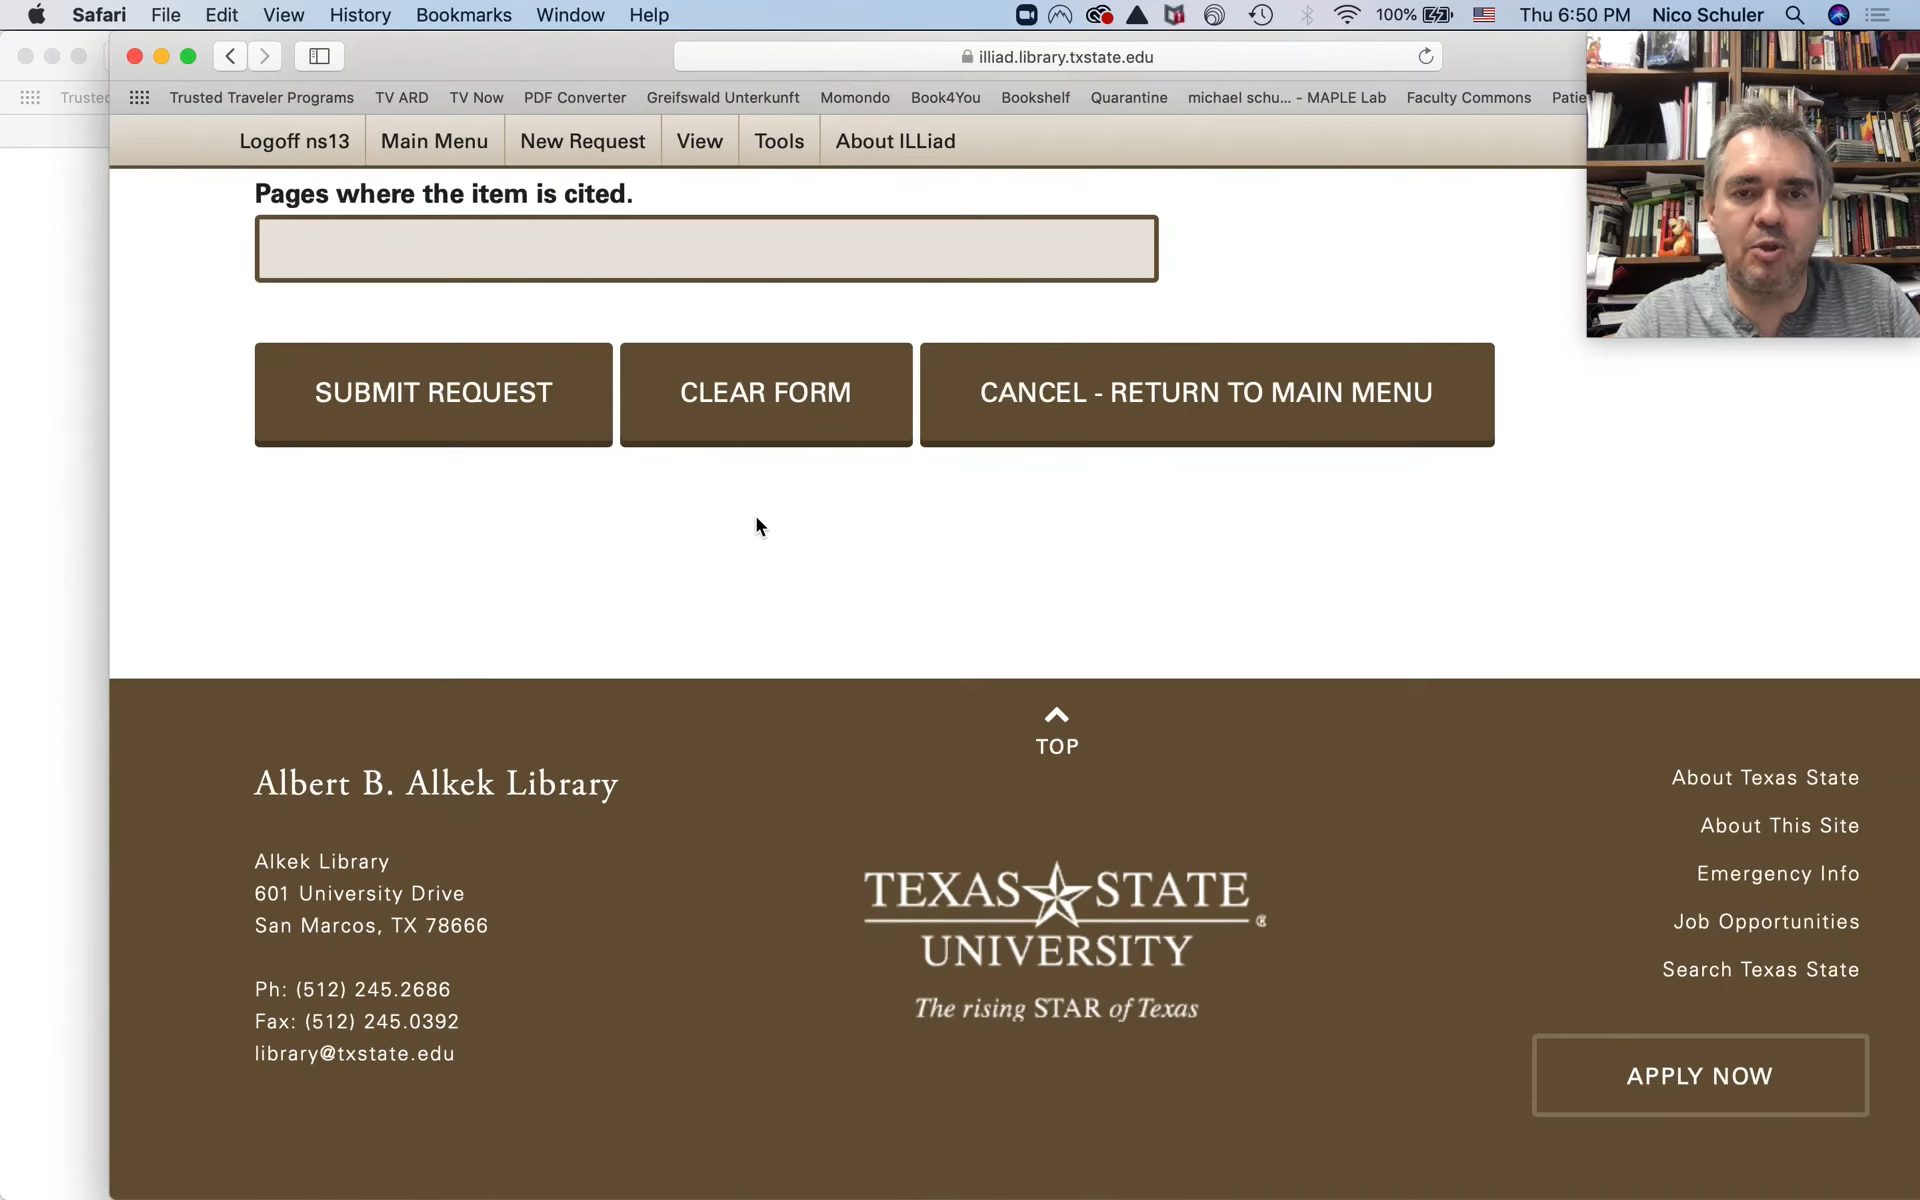 Safari File Edit View History Bookmarks Window Help 100% Thu 6:50 PM Nico Schuler
illiad.library.txstate.edu
Trusted Trusted Traveler Programs TV ARD TV Now PDF Converter Greifswald Unterkunft Momondo Book4You Bookshelf Quarantine michael schu... - MAPLE Lab Faculty Commons Patie
Logoff ns13 Main Menu New Request View Tools About ILLiad
Pages where the item is cited.
SUBMIT REQUEST CLEAR FORM CANCEL - RETURN TO MAIN MENU
TOP
Albert B. Alkek Library
Alkek Library
601 University Drive
San Marcos, TX 78666
Ph: (512) 245.2686
Fax: (512) 245.0392
library@txstate.edu
TEXAS STATE
UNIVERSITY
The rising STAR of Texas
About Texas State
About This Site
Emergency Info
Job Opportunities
Search Texas State
APPLY NOW